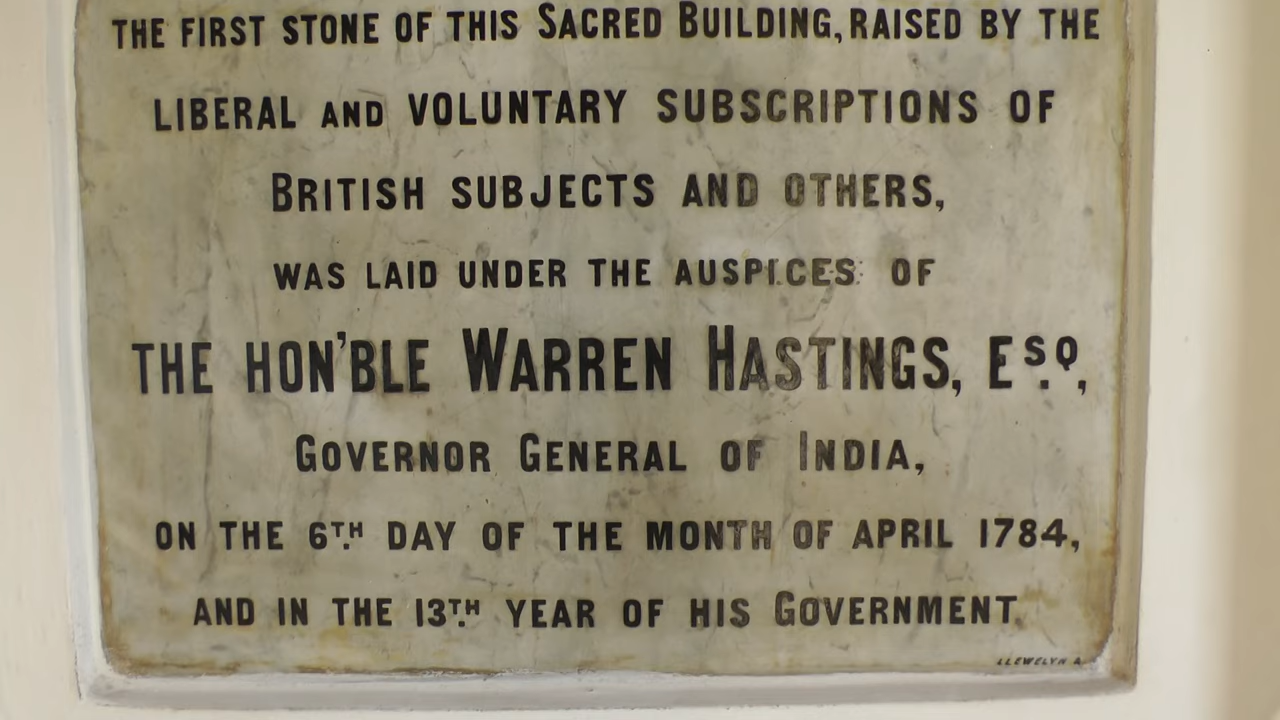 THE FIRST STONE OF THIS SACRED BUILDING, RAISED BY THE
LIBERAL AND VOLUNTARY SUBSCRIPTIONS OF
BRITISH SUBJECTS AND OTHERS,
WAS LAID UNDER THE AUSPICES OF
THE HON'BLE WARREN HASTINGS, ESQ.,
GOVERNOR GENERAL OF INDIA,
ON THE 6TH. DAY OF THE MONTH OF APRIL 1784,
AND IN THE 13TH. YEAR OF HIS GOVERNMENT.
LLEWELYN &